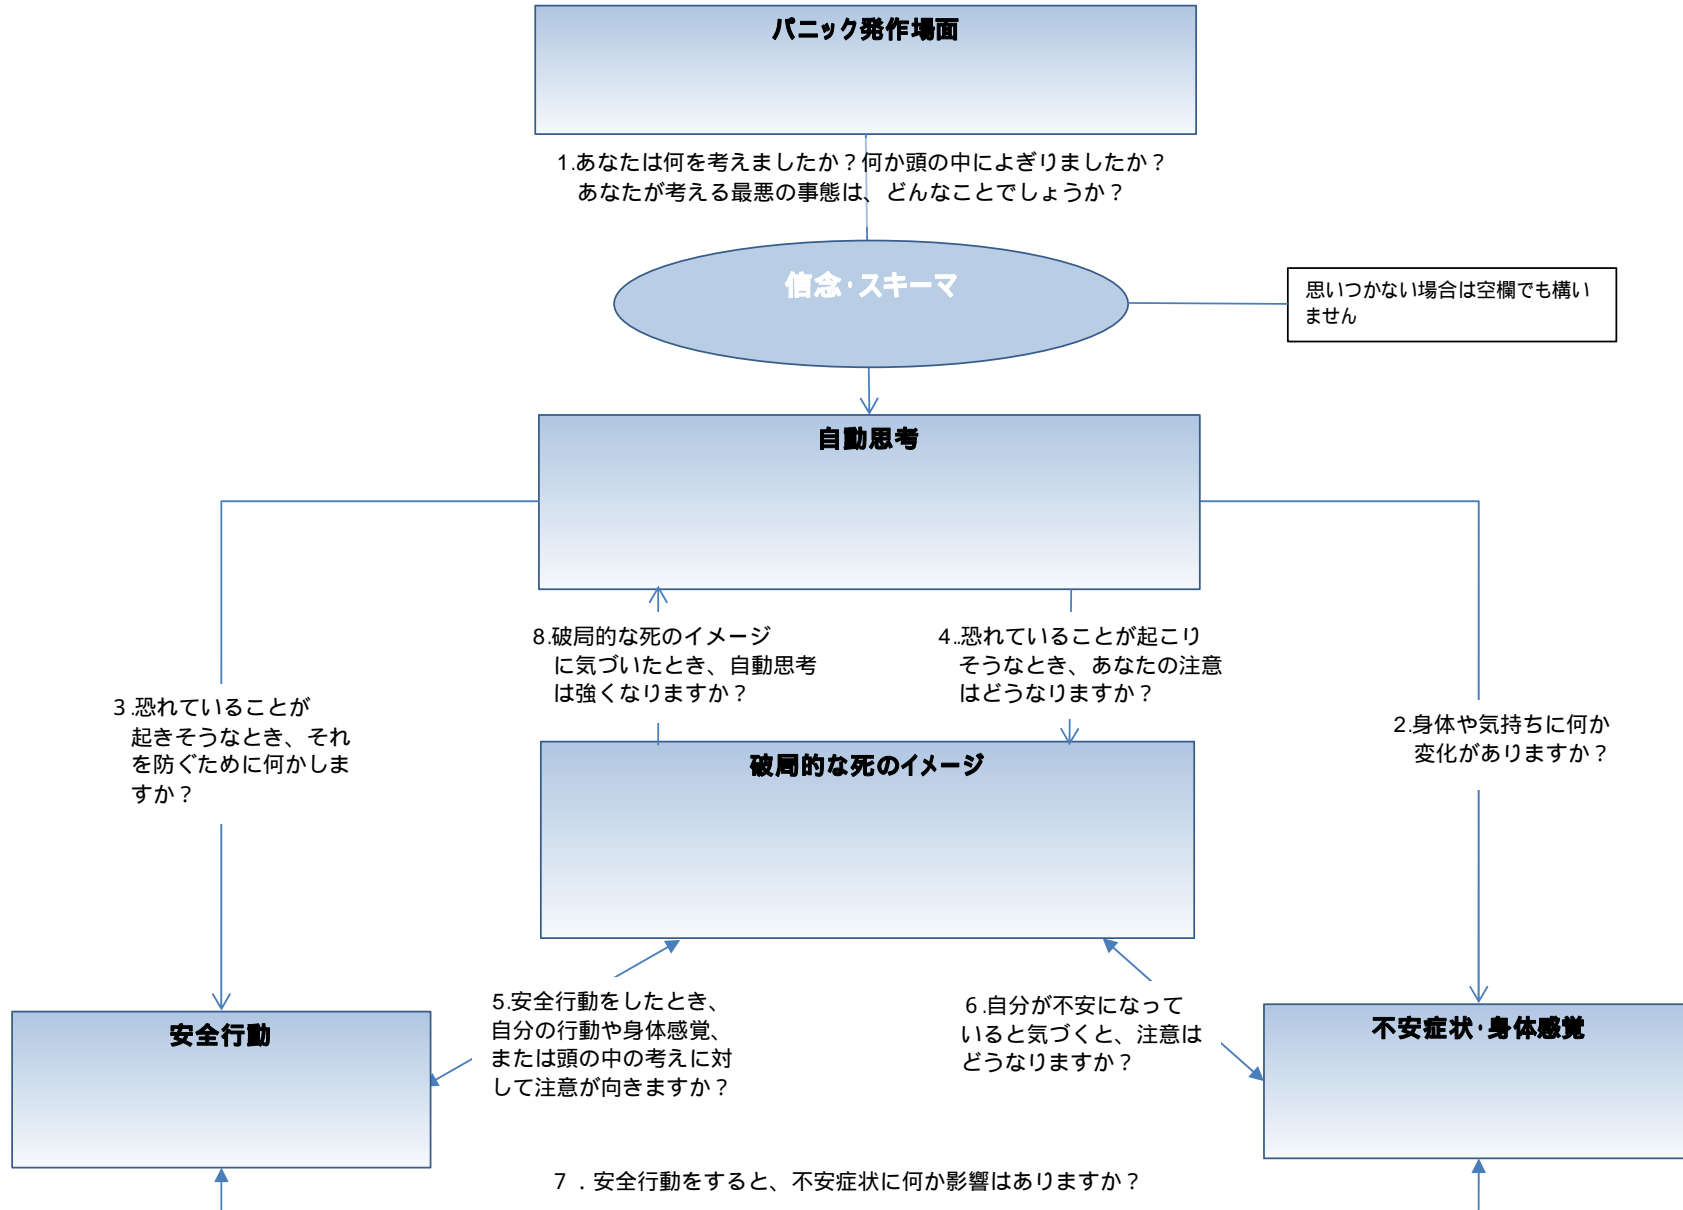 パニック発作場面
1.あなたは何を考えましたか？何か頭の中によぎりましたか？
あなたが考える最悪の事態は、どんなことでしょうか？
信念・スキーマ
思いつかない場合は空欄でも構い
ません
自動思考
8.破局的な死のイメージ
に気づいたとき、自動思考
は強くなりますか？
4..恐れていることが起こり
そうなとき、あなたの注意
はどうなりますか？
3.恐れていることが
起きそうなとき、それ
を防ぐために何かしま
すか？
2.身体や気持ちに何か
変化がありますか？
破局的な死のイメージ
5.安全行動をしたとき、
自分の行動や身体感覚、
または頭の中の考えに対
して注意が向きますか？
6.自分が不安になって
いると気づくと、注意は
どうなりますか？
安全行動
不安症状・身体感覚
7．安全行動をすると、不安症状に何か影響はありますか？